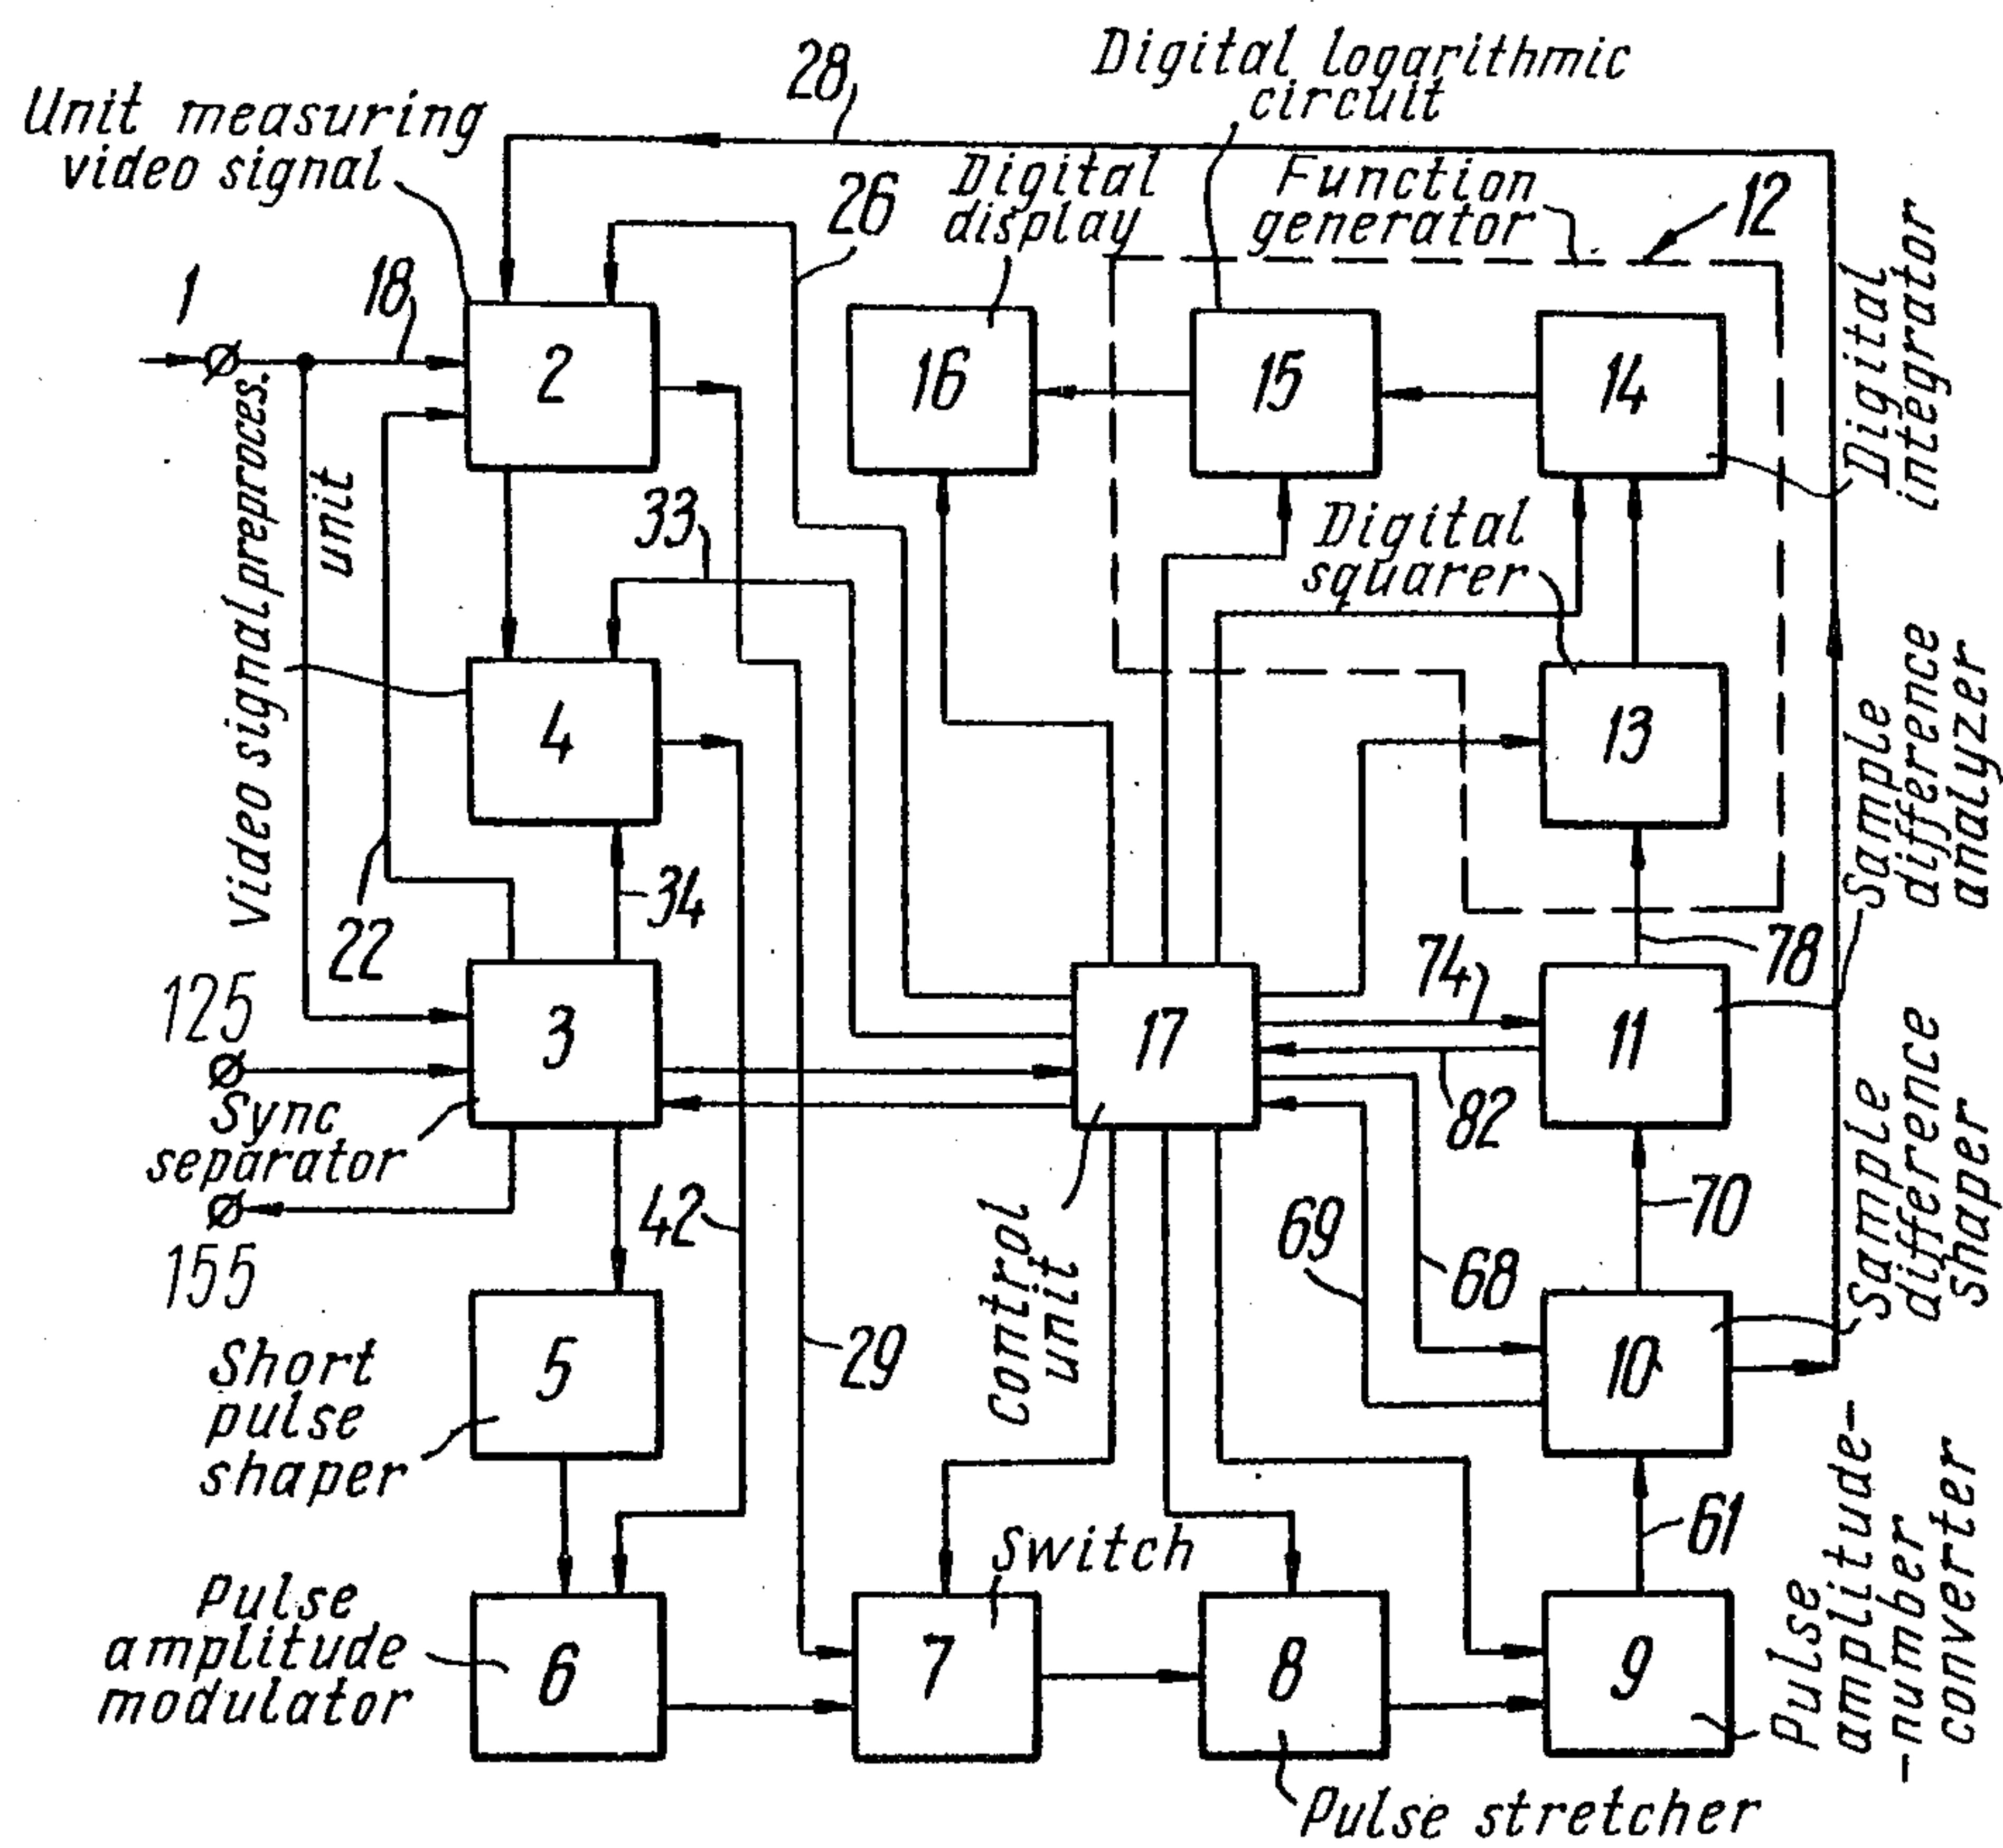 28
Digital logarithmic
circuit
Unit measuring
video signal
Digital
display
Function
generator
12
26
1
18
2
16
15
14
Digital
integrator
Video signal preproces.
unit
33
Digital
squarer
4
13
Sample
difference
analyzer
22
34
78
125
3
17
74
11
82
Sync
separator
155
42
Control
unit
69
68
70
Sample
difference
shaper
5
29
10
Short
pulse
shaper
61
Switch
Pulse
amplitude
modulator
6
7
8
9
Pulse
amplitude-
-number
converter
Pulse stretcher